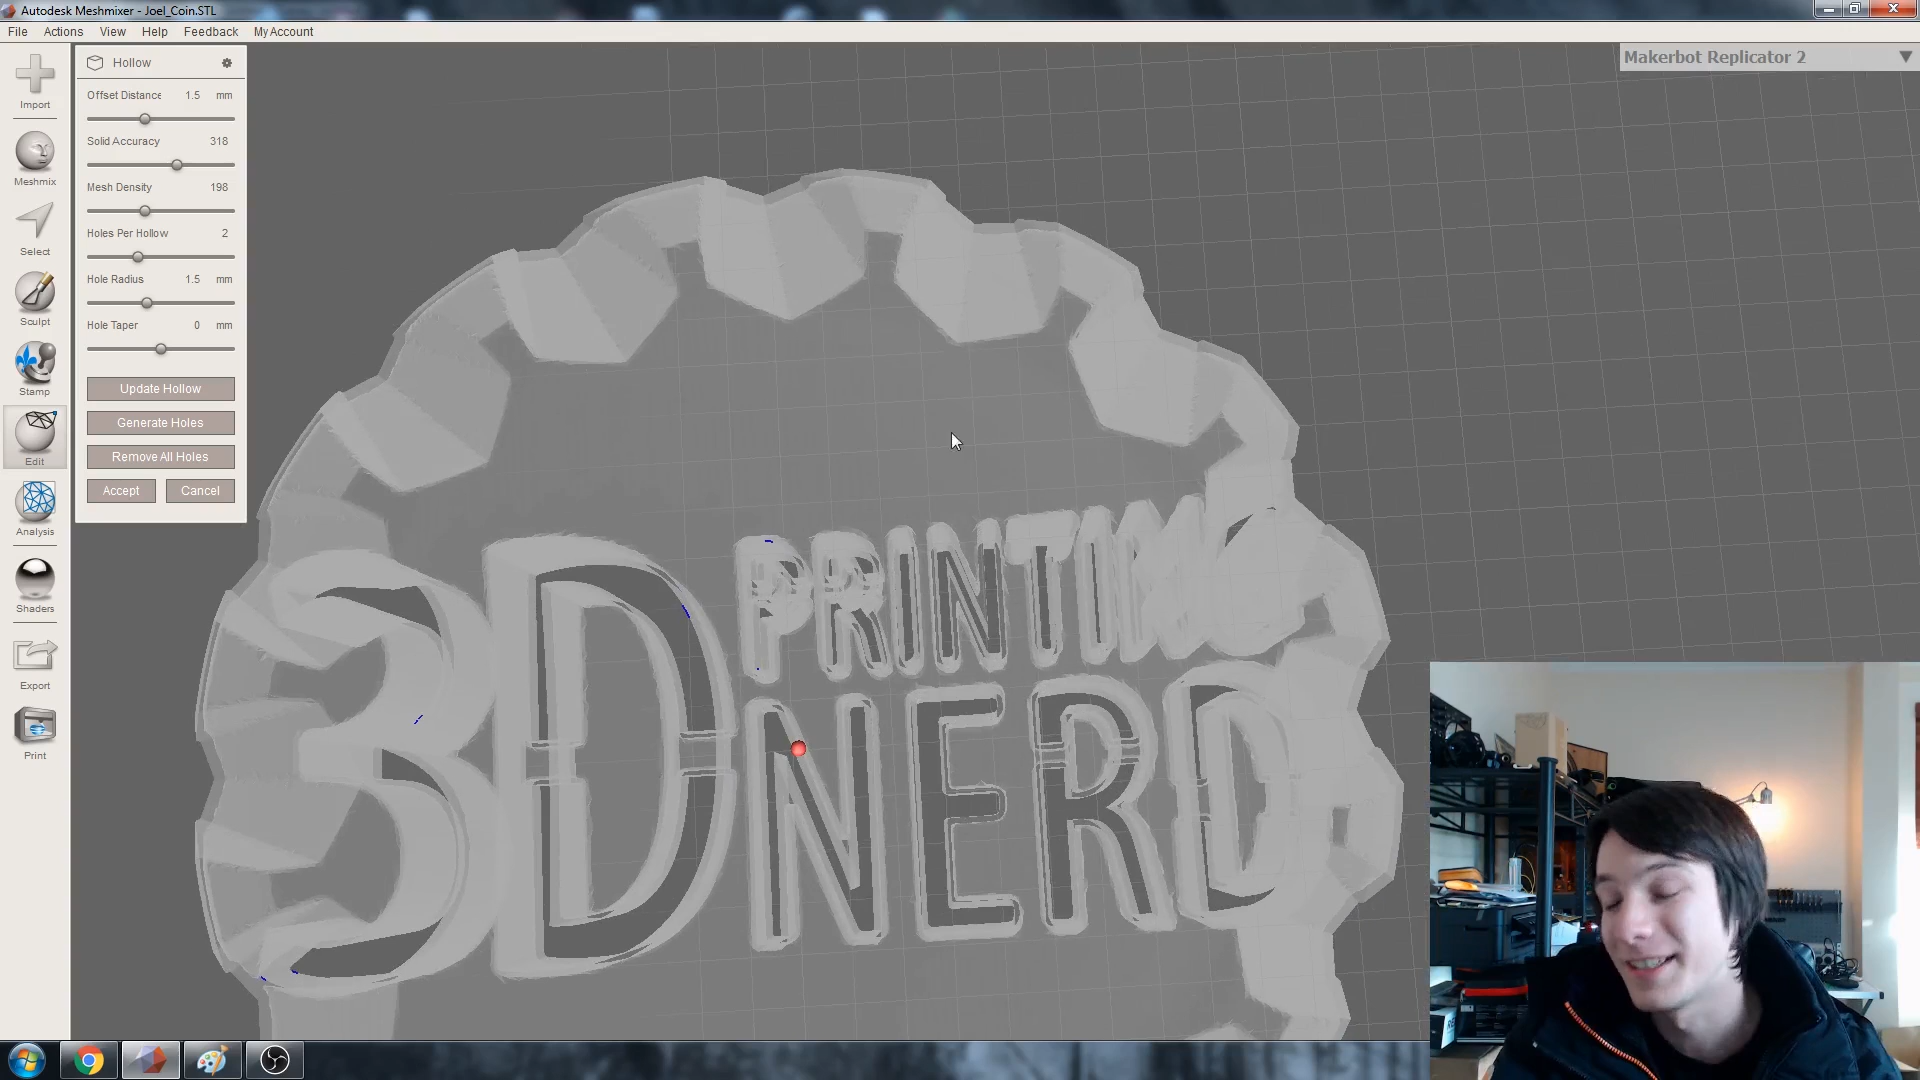 Autodesk Meshmixer - Joel_Coin.STL
File Actions View Help Feedback My Account
Import
Meshmix
Select
Sculpt
Stamp
Edit
Analysis
Shaders
Export
Print
Hollow
Offset Distance 1.5 mm
Solid Accuracy 318
Mesh Density 198
Holes Per Hollow 2
Hole Radius 1.5 mm
Hole Taper 0 mm
Update Hollow
Generate Holes
Remove All Holes
Accept Cancel
Makerbot Replicator 2
3D PRINTING
NERD